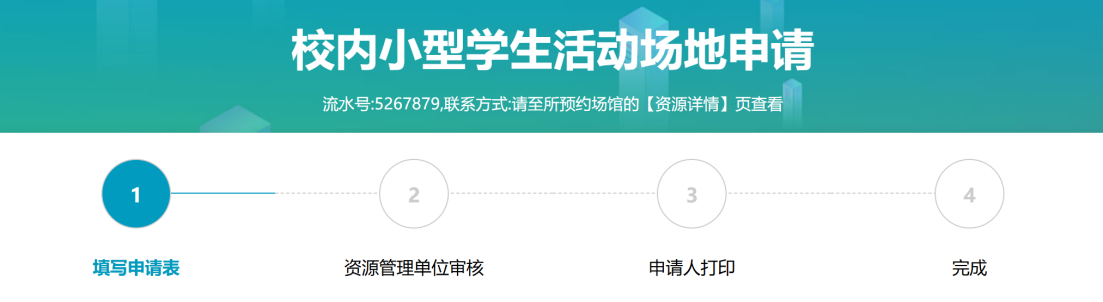 校内小型学生活动场地申请
流水号:5267879,联系方式:请至所预约场馆的【资源详情】页查看
1 2 3 4
填写申请表 资源管理单位审核 申请人打印 完成